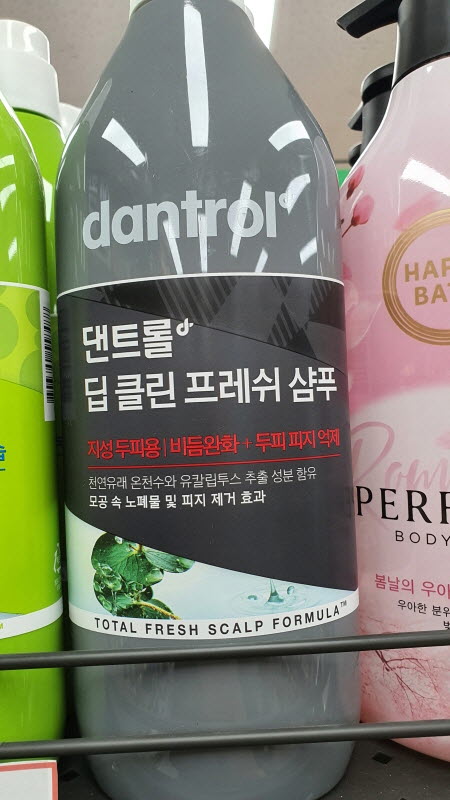 dantrol
댄트롤
딥 클린 프레쉬 샴푸
지성 두피용 | 비듬완화 + 두피 피지 억제
천연유래 온천수와 유칼립투스 추출 성분 함유
모공 속 노폐물 및 피지 제거 효과
TOTAL FRESH SCALP FORMULA™
HAP
BAT
PERF
BODY
봄날의 우아
우아한 분위